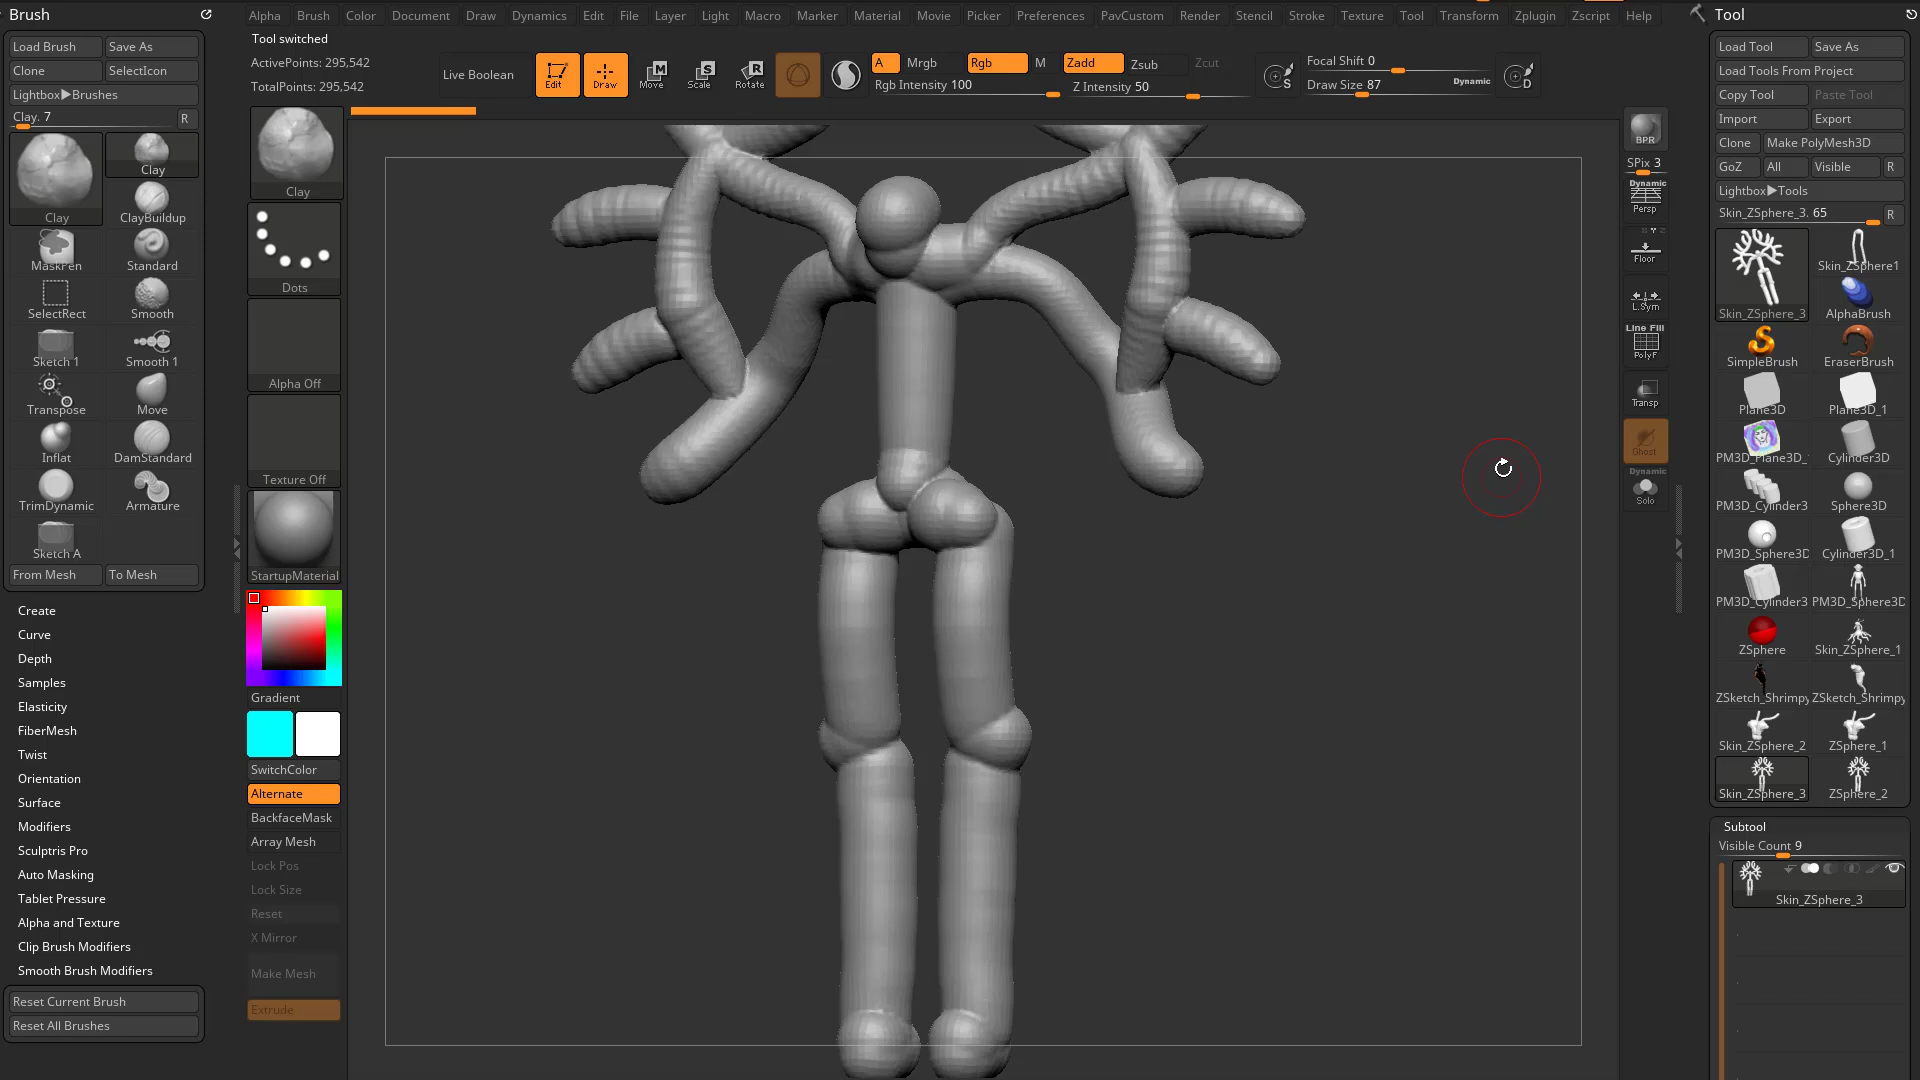 Brush
Load Brush
Save As
Clone
SelectIcon
Lightbox▶Brushes
Clay. 7
R
Clay
Clay
ClayBuildup
MaskPen
Standard
SelectRect
Smooth
Sketch 1
Smooth 1
Transpose
Move
Inflat
DamStandard
TrimDynamic
Armature
Sketch A
From Mesh
To Mesh
Create
Curve
Depth
Samples
Elasticity
FiberMesh
Twist
Orientation
Surface
Modifiers
Sculptris Pro
Auto Masking
Tablet Pressure
Alpha and Texture
Clip Brush Modifiers
Smooth Brush Modifiers
Reset Current Brush
Reset All Brushes
Alpha Brush Color Document Draw Dynamics Edit File Layer Light Macro Marker Material Movie Picker Preferences PavCustom Render Stencil Stroke Texture Tool Transform Zplugin Zscript Help
Tool switched
ActivePoints: 295,542
TotalPoints: 295,542
Live Boolean
Edit
Draw
M
Move
S
Scale
R
Rotate
A
Mrgb
Rgb
M
Zadd
Zsub
Zcut
Rgb Intensity 100
Z Intensity 50
S
Focal Shift 0
Draw Size 87
Dynamic
D
Clay
Dots
Alpha Off
Texture Off
StartupMaterial
Gradient
SwitchColor
Alternate
BackfaceMask
Array Mesh
Lock Pos
Lock Size
Reset
X Mirror
Make Mesh
Extrude
BPR
SPix 3
Dynamic
Persp
Floor
L.Sym
Line Fill
PolyF
Transp
Ghost
Dynamic
Solo
Tool
Load Tool
Save As
Load Tools From Project
Copy Tool
Paste Tool
Import
Export
Clone
Make PolyMesh3D
GoZ
All
Visible
R
Lightbox▶Tools
Skin_ZSphere_3. 65
R
Skin_ZSphere_3
Skin_ZSphere1
AlphaBrush
SimpleBrush
EraserBrush
Plane3D
Plane3D_1
PM3D_Plane3D_
Cylinder3D
PM3D_Cylinder3
Sphere3D
PM3D_Sphere3D
Cylinder3D_1
PM3D_Cylinder3
PM3D_Sphere3D
ZSphere
Skin_ZSphere_1
ZSketch_Shrimpy
ZSketch_Shrimpy
Skin_ZSphere_2
ZSphere_1
Skin_ZSphere_3
ZSphere_2
Subtool
Visible Count 9
Skin_ZSphere_3